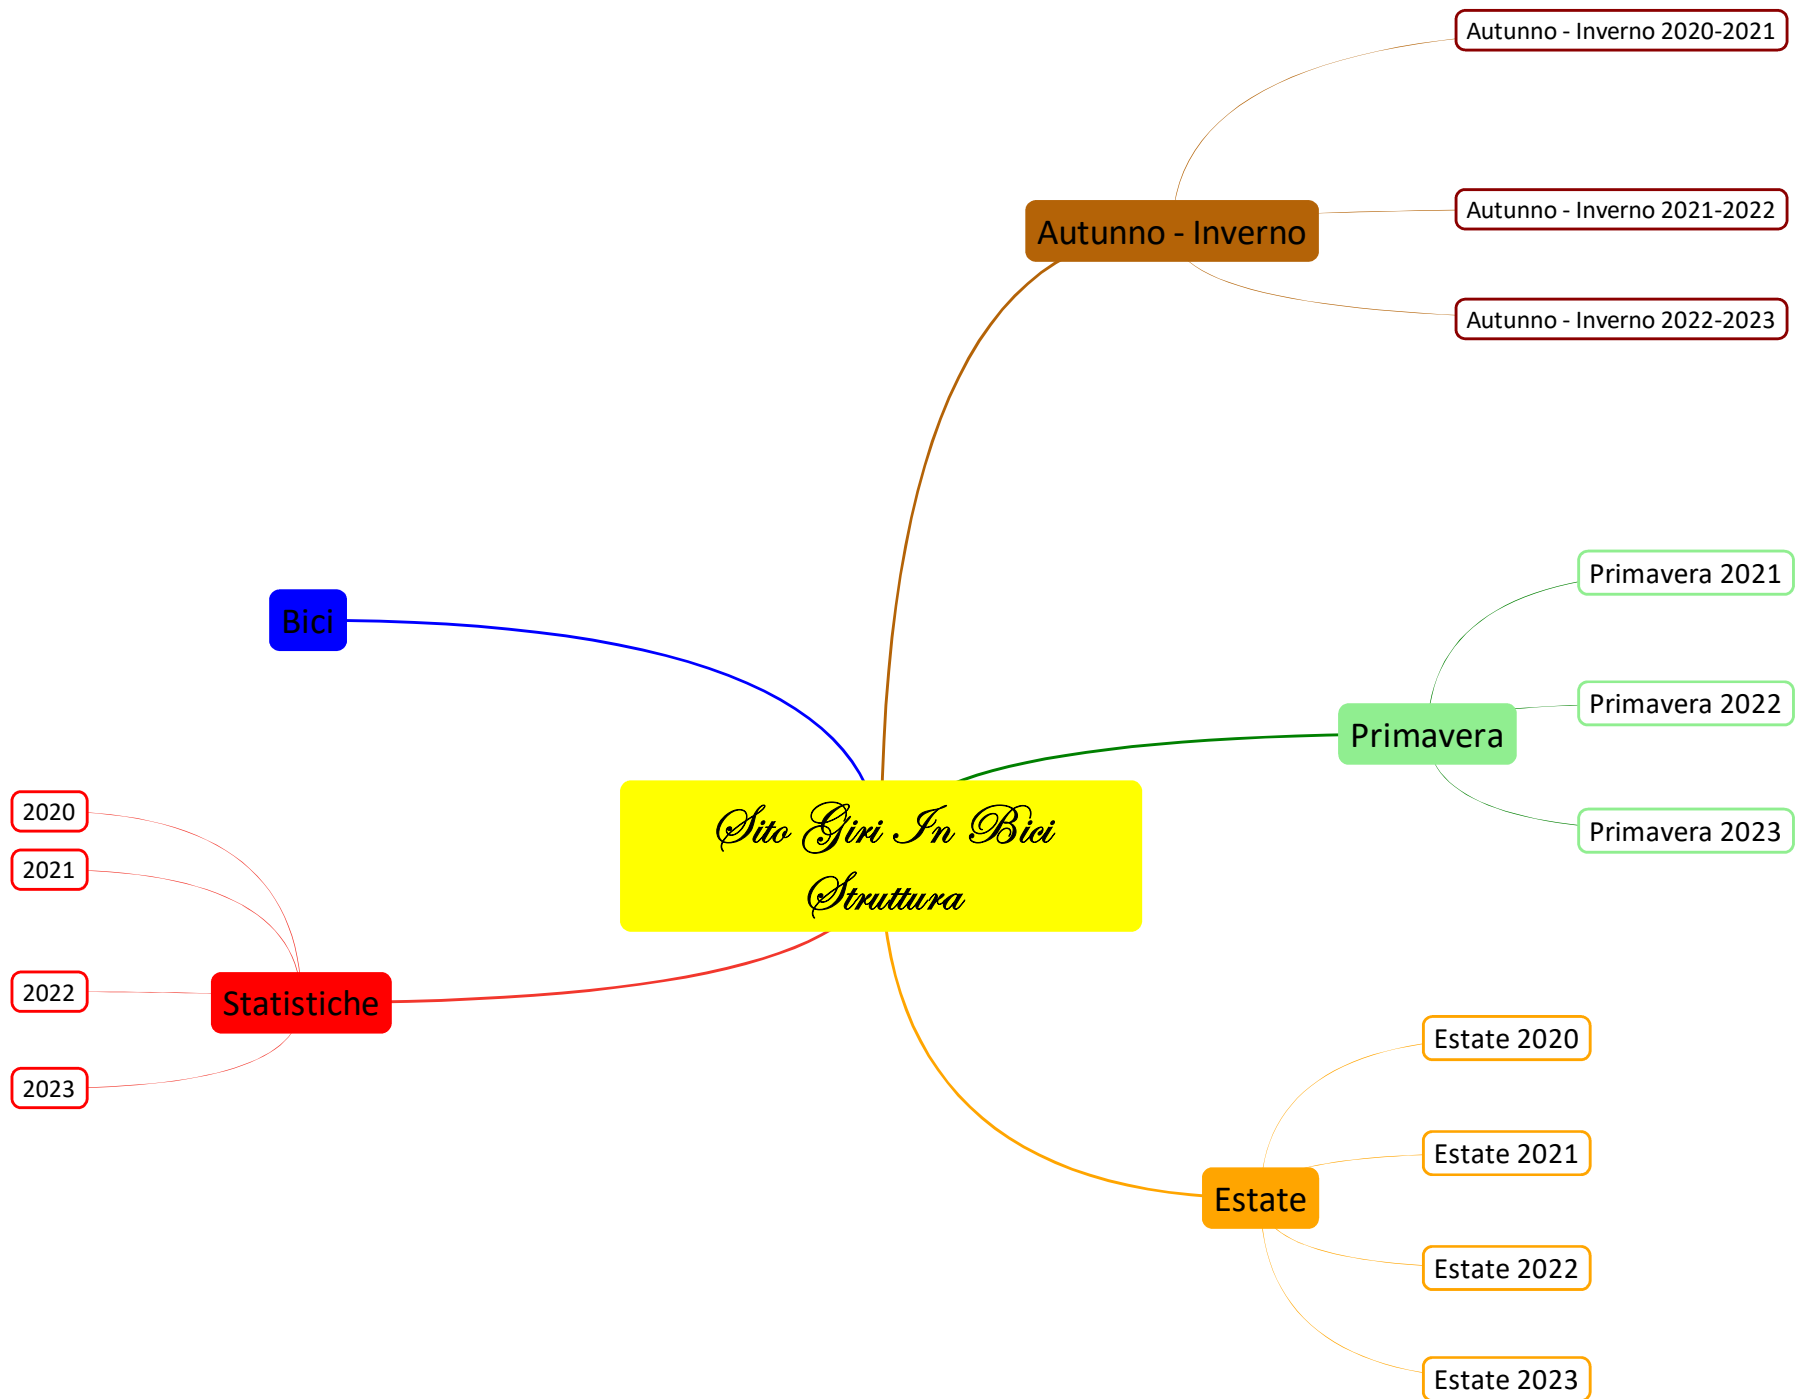 Autunno - Inverno 2020-2021
Autunno - Inverno
Autunno - Inverno 2021-2022
Autunno - Inverno 2022-2023
Primavera 2021
Bici
Primavera
Primavera 2022
Primavera 2023
Sito Giri In Bici
Struttura
2020
2021
2022
Statistiche
2023
Estate 2020
Estate 2021
Estate
Estate 2022
Estate 2023